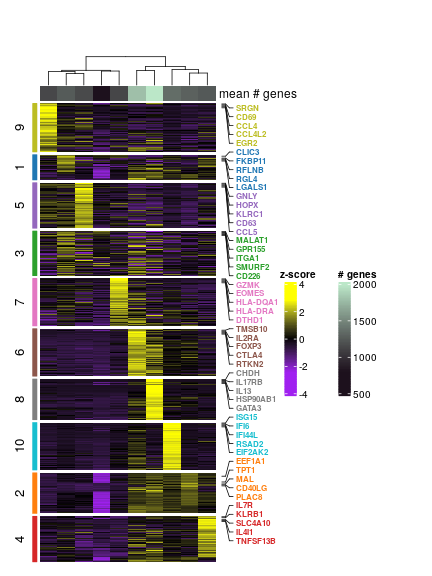 mean # genes
9
SRGN
CD69
CCL4
CCL4L2
EGR2
1
CLIC3
FKBP11
RFLNB
RGL4
LGALS1
5
GNLY
HOPX
KLRC1
CD63
CCL5
3
MALAT1
GPR155
ITGA1
SMURF2
CD226
7
GZMK
EOMES
HLA-DQA1
HLA-DRA
DTHD1
6
TMSB10
IL2RA
FOXP3
CTLA4
RTKN2
8
CHDH
IL17RB
IL13
HSP90AB1
GATA3
10
ISG15
IFI6
IFI44L
RSAD2
EIF2AK2
2
EEF1A1
TPT1
MAL
CD40LG
PLAC8
4
IL7R
KLRB1
SLC4A10
IL4I1
TNFSF13B
z-score
4
2
0
-2
-4
# genes
2000
1500
1000
500